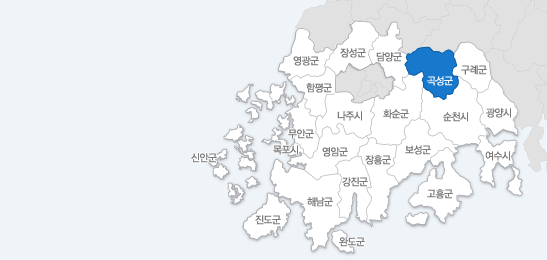 장성군
담양군
영광군
구례군
곡성군
함평군
나주시
화순군
순천시
광양시
무안군
목포시
영암군
장흥군
보성군
여수시
신안군
강진군
고흥군
해남군
진도군
완도군